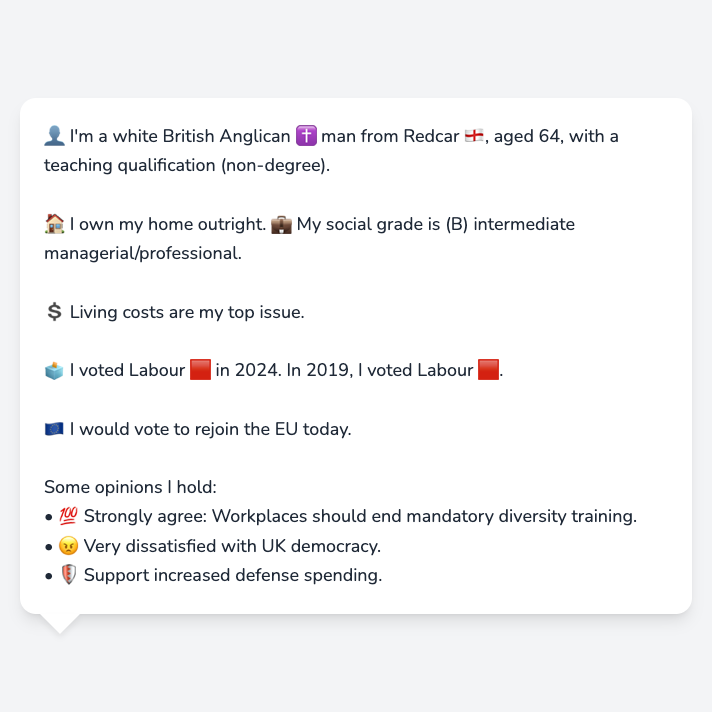 👤 I'm a white British Anglican ✝️ man from Redcar 🏴󠁧󠁢󠁥󠁮󠁧󠁿, aged 64, with a
teaching qualification (non-degree).
🏠 I own my home outright. 💼 My social grade is (B) intermediate
managerial/professional.
💲 Living costs are my top issue.
🗳️ I voted Labour 🟥 in 2024. In 2019, I voted Labour 🟥.
🇪🇺 I would vote to rejoin the EU today.
Some opinions I hold:
• 💯 Strongly agree: Workplaces should end mandatory diversity training.
• 😠 Very dissatisfied with UK democracy.
• 🛡️ Support increased defense spending.